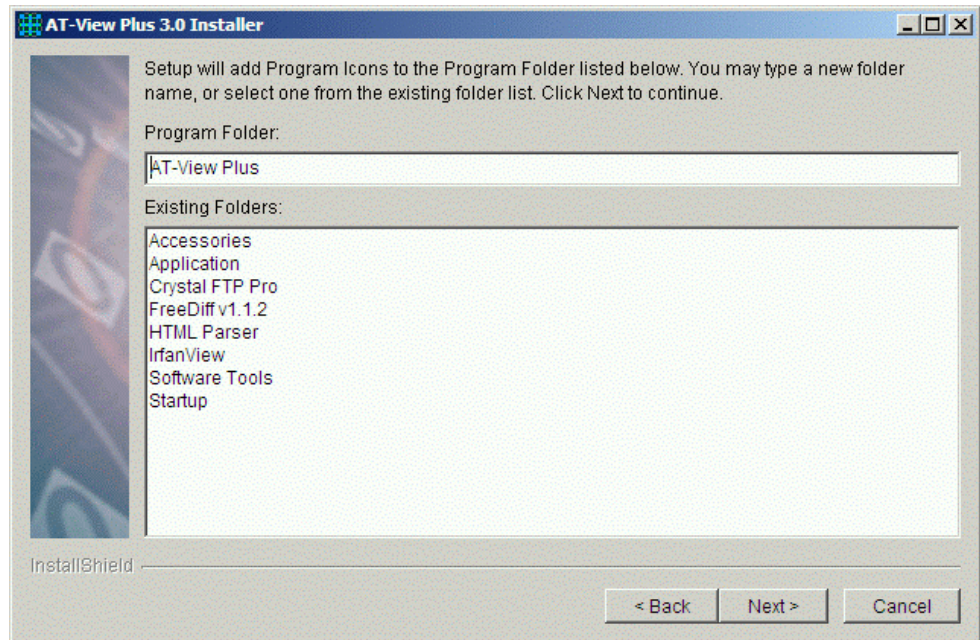 AT-View Plus 3.0 Installer
Setup will add Program Icons to the Program Folder listed below. You may type a new folder
name, or select one from the existing folder list. Click Next to continue.
Program Folder:
AT-View Plus
Existing Folders:
Accessories
Application
Crystal FTP Pro
FreeDiff v1.1.2
HTML Parser
IrfanView
Software Tools
Startup
InstallShield
< Back Next > Cancel